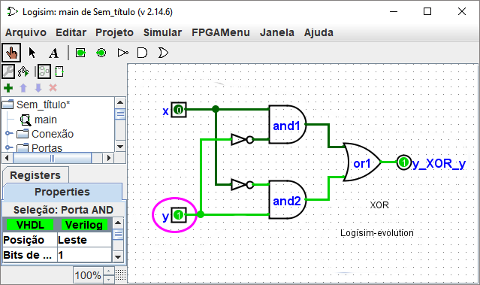 Logisim: main de Sem_título (v 2.14.6)
Arquivo Editar Projeto Simular FPGAMenu Janela Ajuda
A
Sem_título*
main
Conexão
Portas
Registers
Properties
Seleção: Porta AND
VHDL Verilog
Posição Leste
Bits de ... 1
100%
x 0
and1
or1
1 y_XOR_y
y 1
and2
XOR
Logisim-evolution